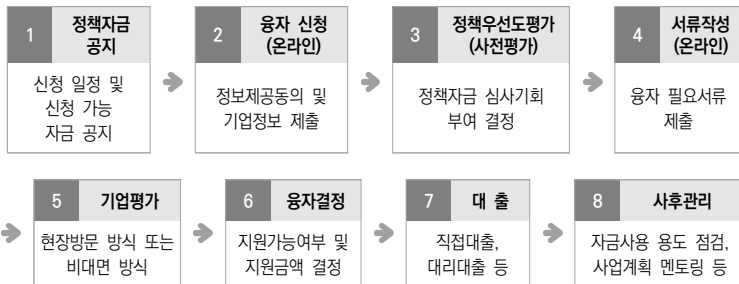 1 정책자금 공지
신청 일정 및
신청 가능
자금 공지
2 융자 신청 (온라인)
정보제공동의 및
기업정보 제출
3 정책우선도평가 (사전평가)
정책자금 심사기회
부여 결정
4 서류작성 (온라인)
융자 필요서류
제출
5 기업평가
현장방문 방식 또는
비대면 방식
6 융자결정
지원가능여부 및
지원금액 결정
7 대 출
직접대출,
대리대출 등
8 사후관리
자금사용 용도 점검,
사업계획 멘토링 등